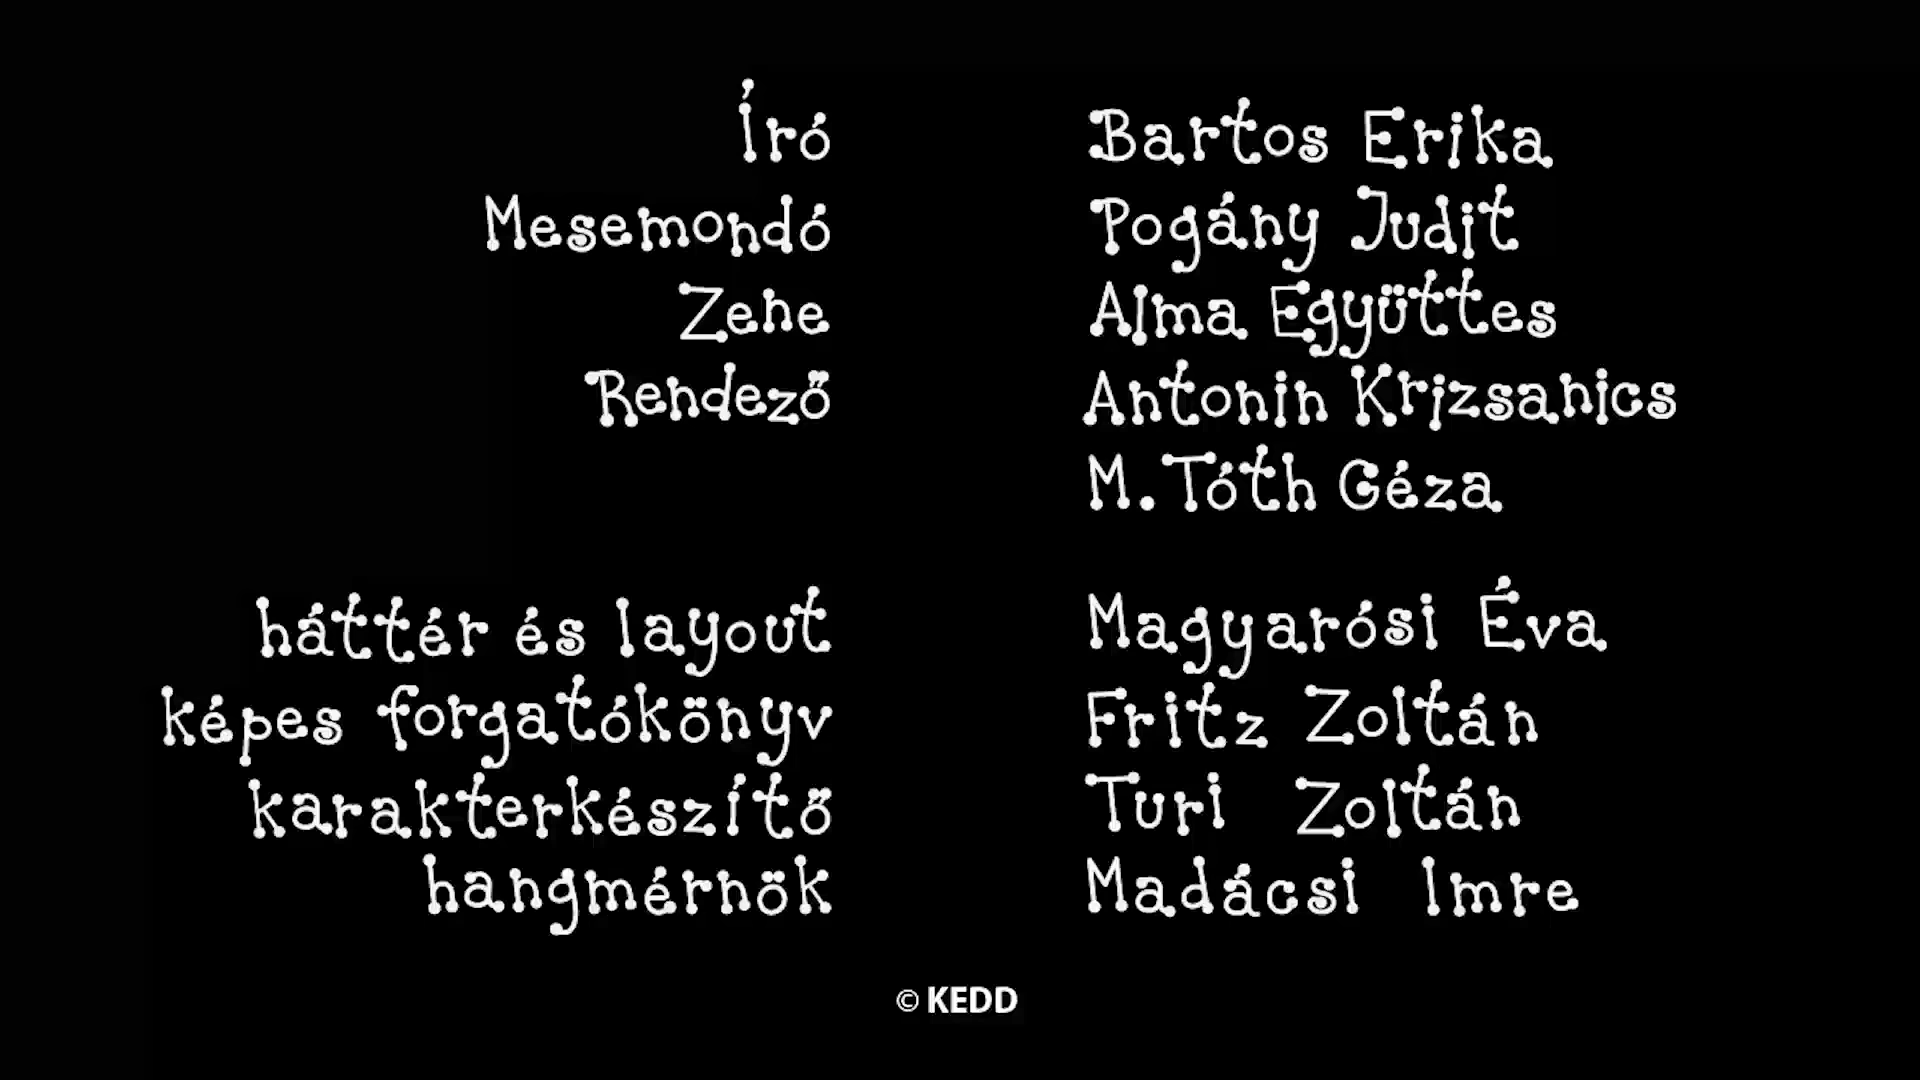 Író Bartos Erika
Mesemondó Pogány Judit
Zene Alma Együttes
Rendező Antonin Krizsanics
M. Tóth Géza
háttér és layout Magyarósi Éva
képes forgatókönyv Fritz Zoltán
karakterkészítő Turi Zoltán
hangmérnök Madácsi Imre
© KEDD